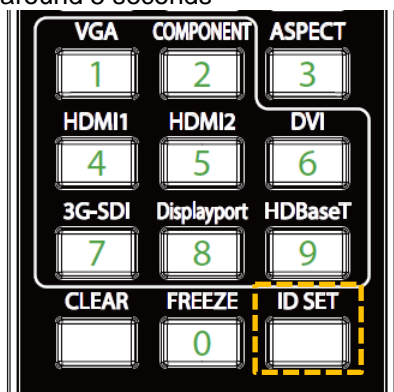 around 5 seconds
VGA COMPONENT ASPECT
1 2 3
HDMI1 HDMI2 DVI
4 5 6
3G-SDI Displayport HDBaseT
7 8 9
CLEAR FREEZE ID SET
0